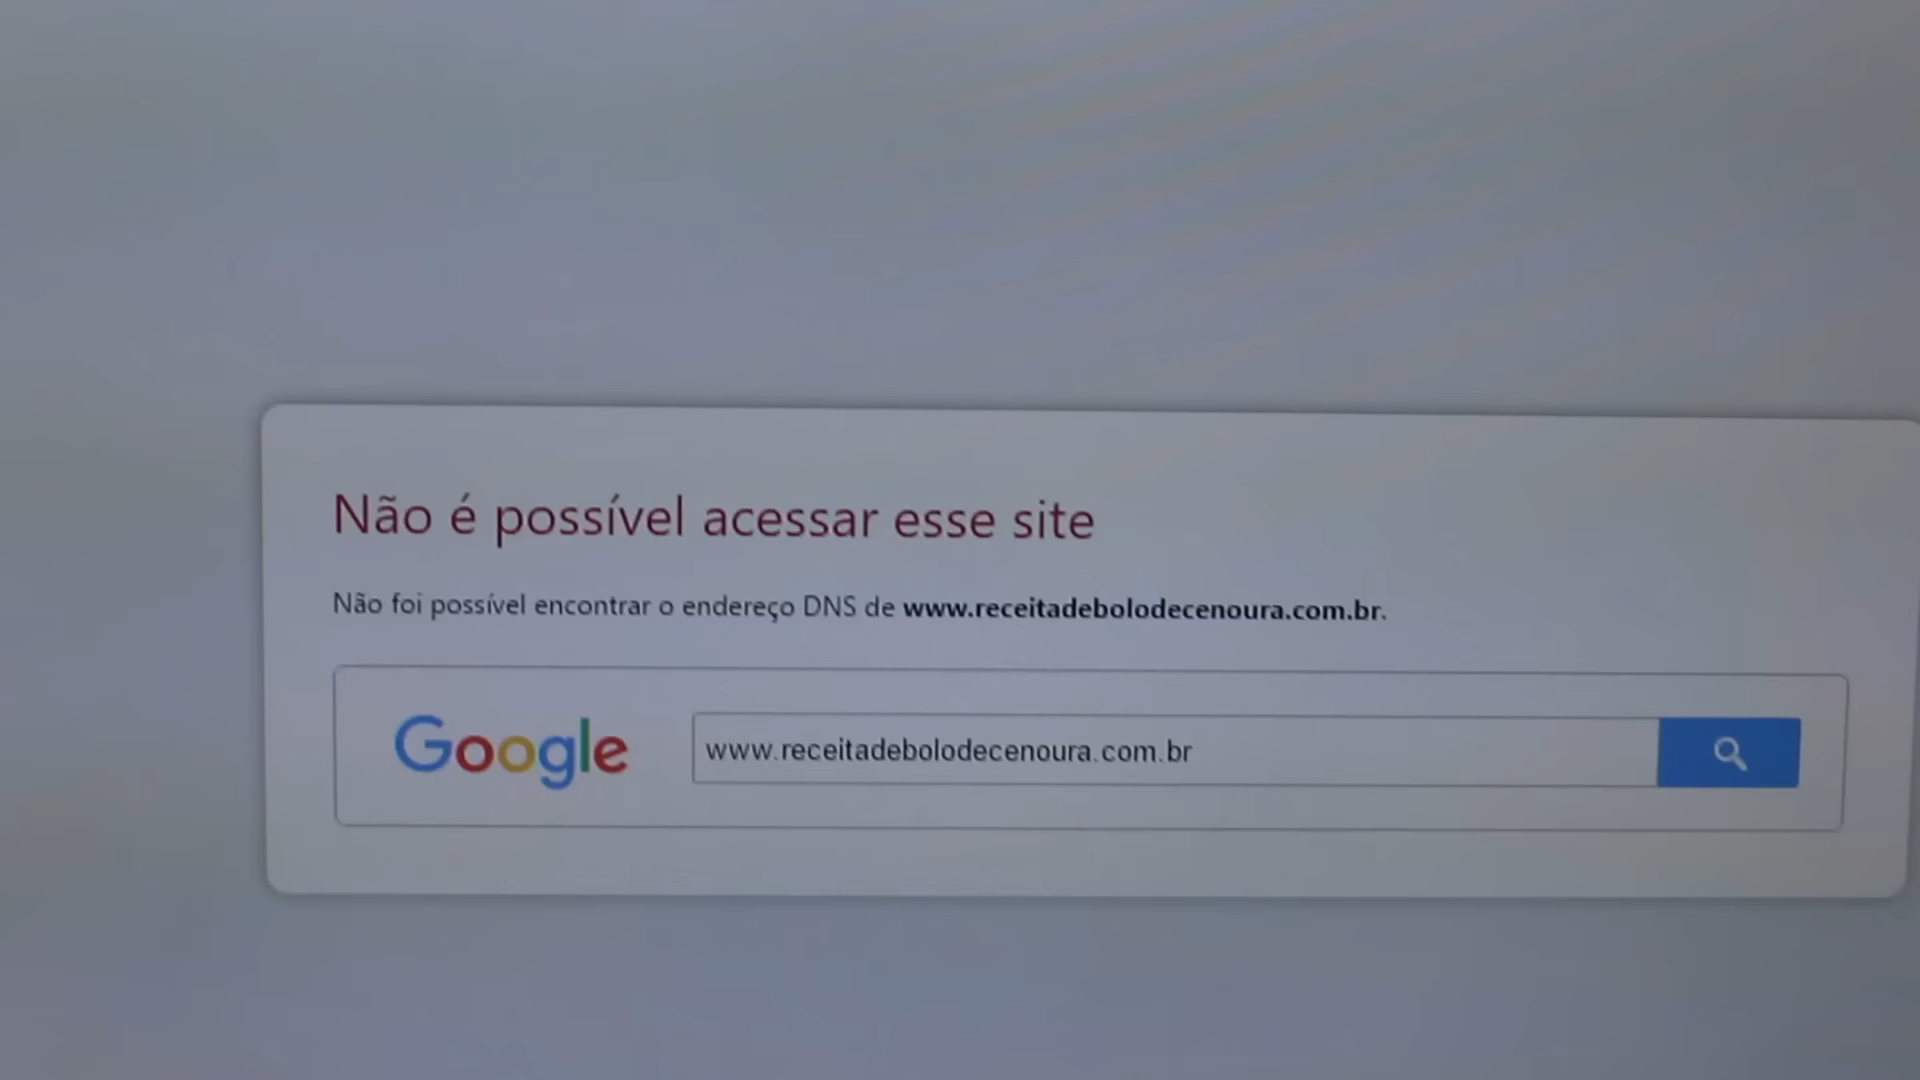 Não é possível acessar esse site
Não foi possível encontrar o endereço DNS de www.receitadebolodecenoura.com.br.
Google
www.receitadebolodecenoura.com.br